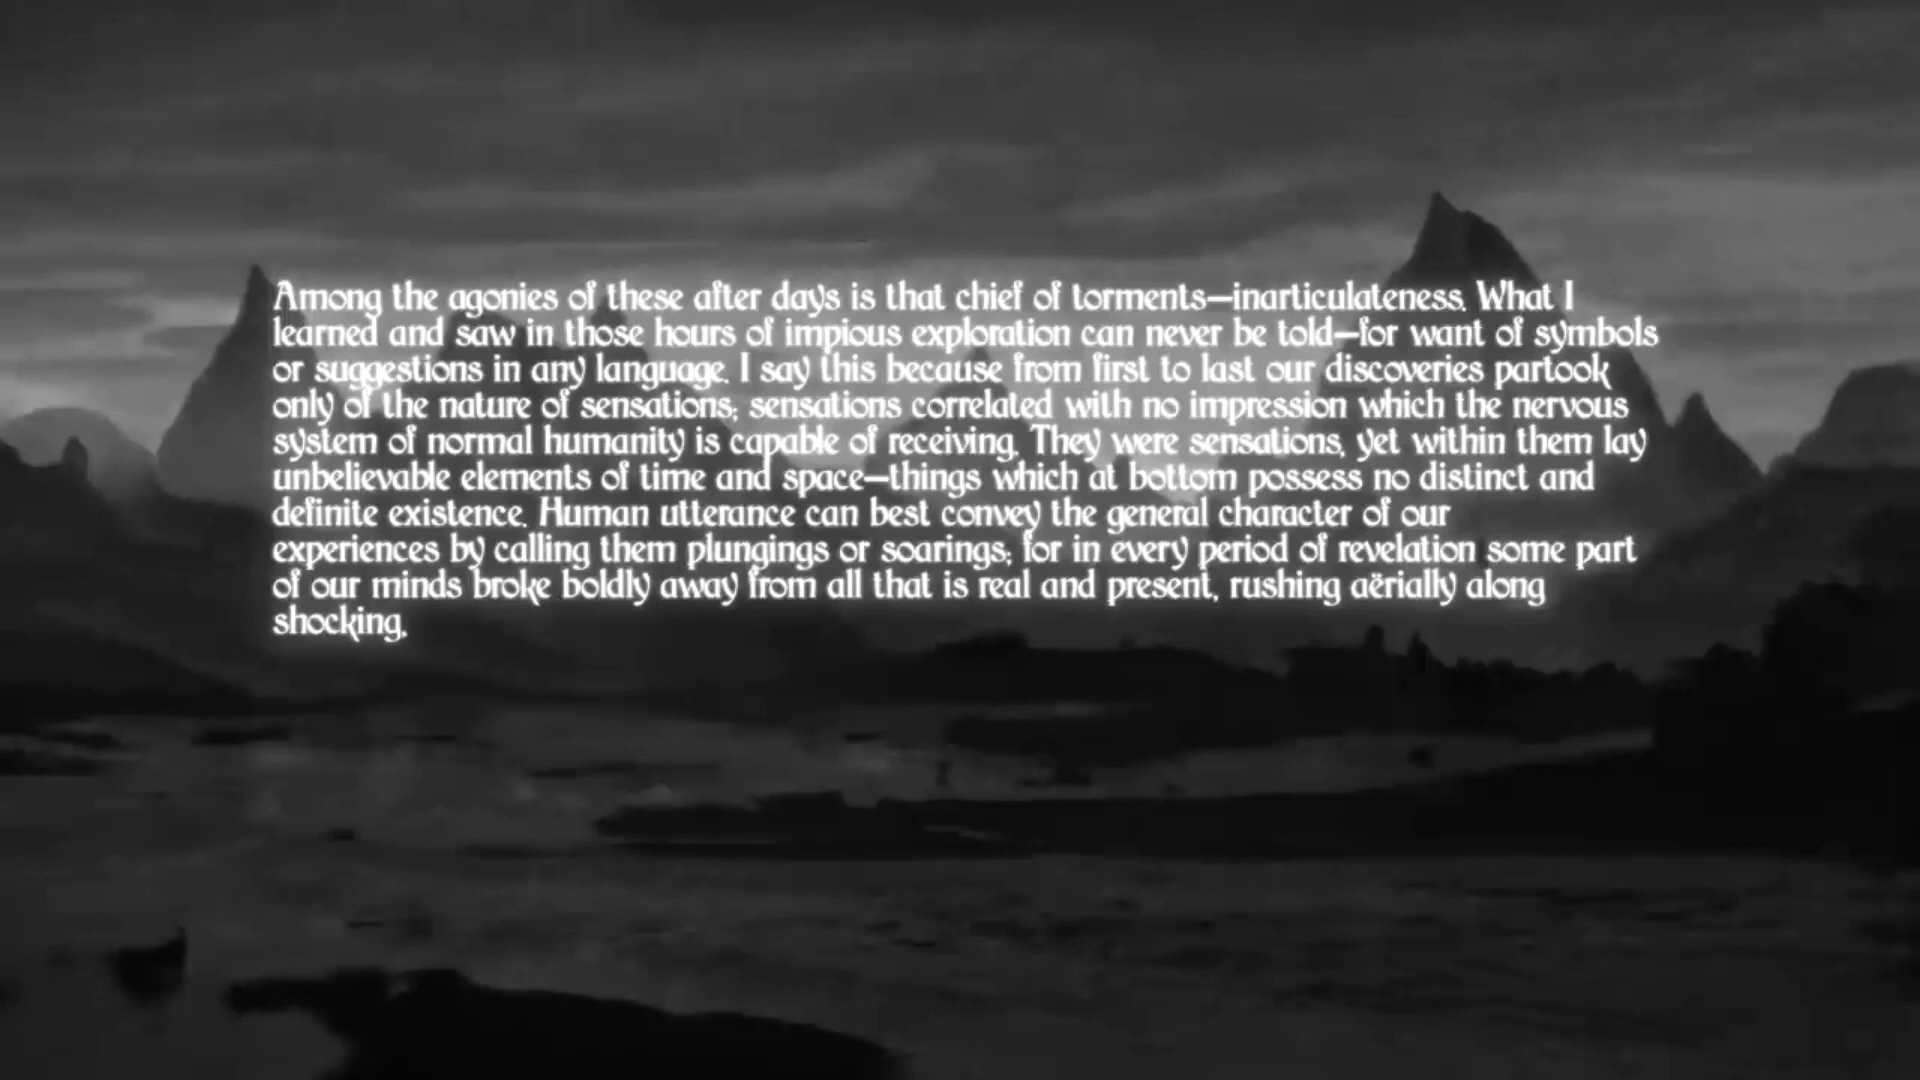 Among the agonies of these after days is that chief of torments—inarticulateness. What I
learned and saw in those hours of impious exploration can never be told—for want of symbols
or suggestions in any language. I say this because from first to last our discoveries partook
only of the nature of sensations; sensations correlated with no impression which the nervous
system of normal humanity is capable of receiving. They were sensations, yet within them lay
unbelievable elements of time and space—things which at bottom possess no distinct and
definite existence. Human utterance can best convey the general character of our
experiences by calling them plungings or soarings; for in every period of revelation some part
of our minds broke boldly away from all that is real and present, rushing aërially along
shocking,